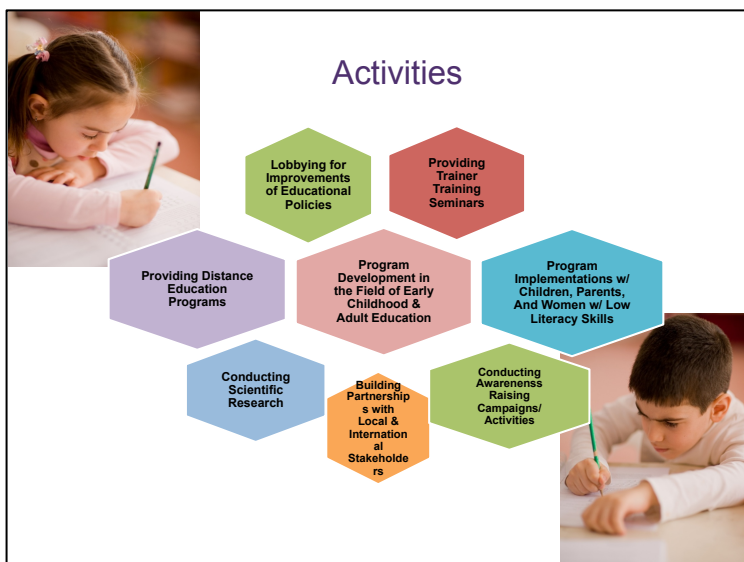 Activities
Lobbying for
Improvements
of Educational
Policies
Providing
Trainer
Training
Seminars
Providing Distance
Education
Programs
Program
Development in
the Field of Early
Childhood &
Adult Education
Program
Implementations w/
Children, Parents,
And Women w/ Low
Literacy Skills
Conducting
Scientific
Research
Building
Partnership
s with
Local &
Internation
al
Stakeholde
rs
Conducting
Awarenenss
Raising
Campaigns/
Activities